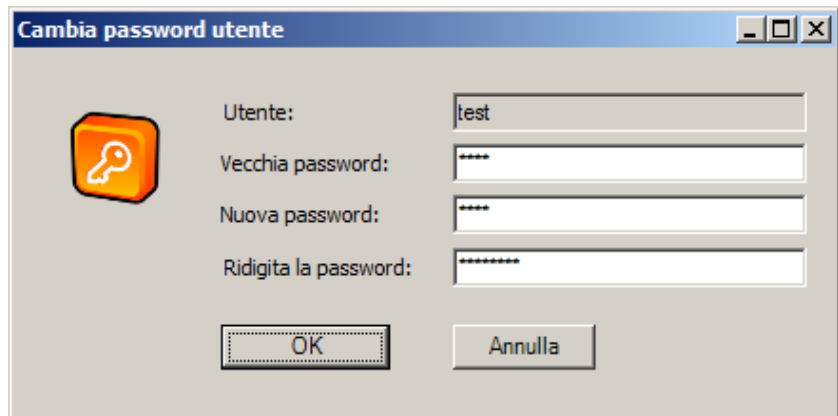 Cambia password utente
Utente: test
Vecchia password: ****
Nuova password: ****
Ridigita la password: ********
OK Annulla